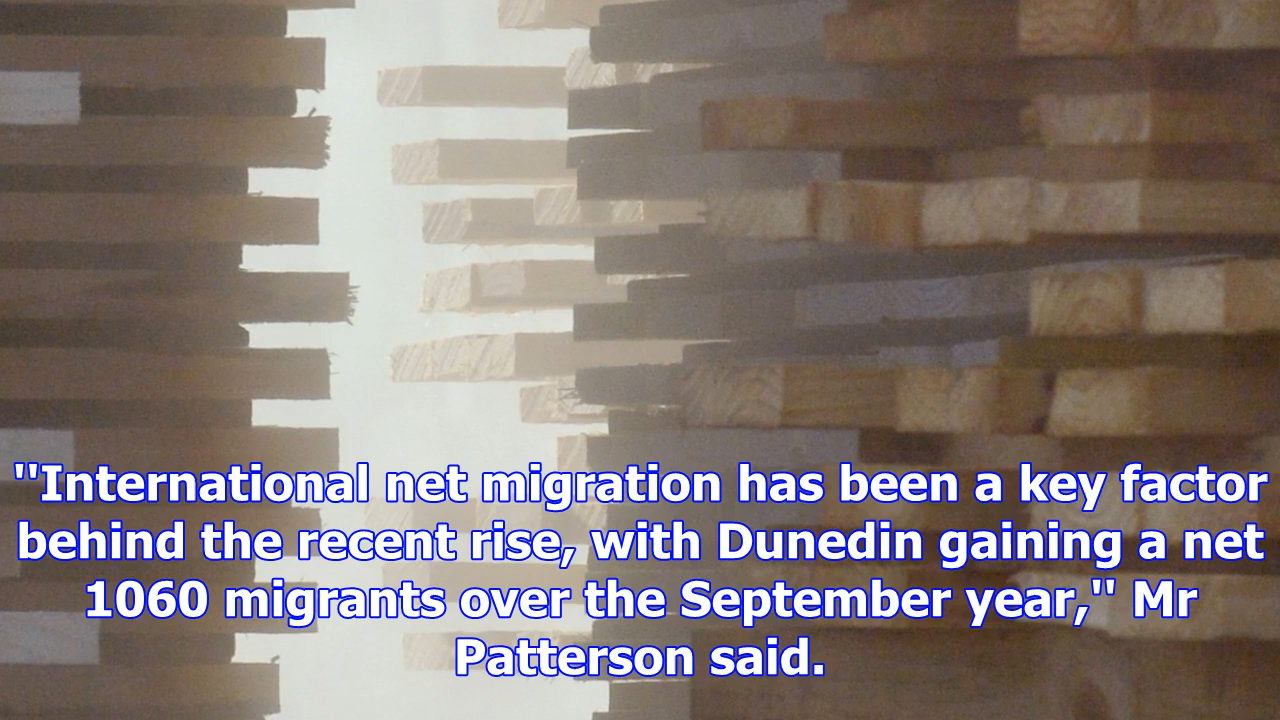 "International net migration has been a key factor
behind the recent rise, with Dunedin gaining a net
1060 migrants over the September year," Mr
Patterson said.